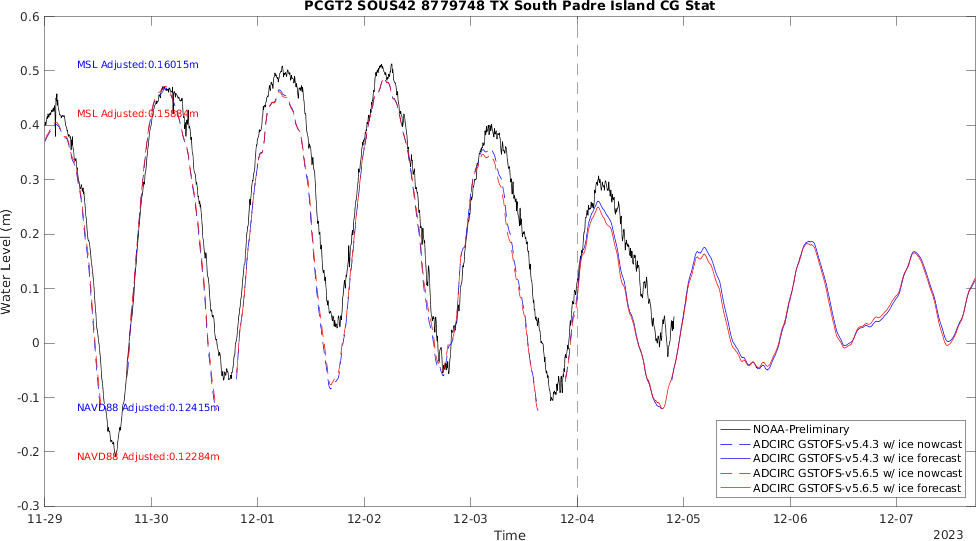 PCGT2 SOUS42 8779748 TX South Padre Island CG Stat
0.6
0.5
0.4
0.3
0.2
0.1
0
-0.1
-0.2
-0.3
Water Level (m)
MSL Adjusted:0.16015m
MSL Adjusted:0.15884m
NAVD88 Adjusted:0.12415m
NAVD88 Adjusted:0.12284m
NOAA-Preliminary
ADCIRC GSTOFS-v5.4.3 w/ ice nowcast
ADCIRC GSTOFS-v5.4.3 w/ ice forecast
ADCIRC GSTOFS-v5.6.5 w/ ice nowcast
ADCIRC GSTOFS-v5.6.5 w/ ice forecast
11-29 11-30 12-01 12-02 12-03 12-04 12-05 12-06 12-07
Time
2023